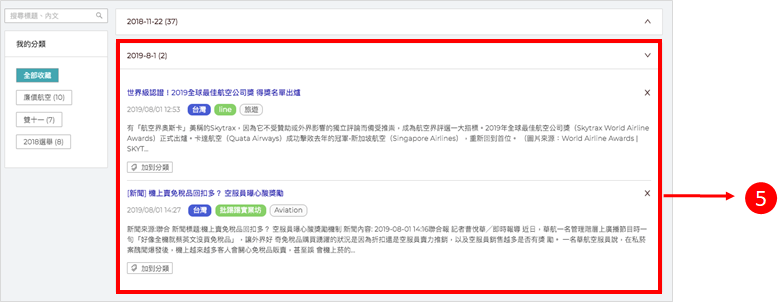 搜尋標題、內文
我的分類
全部收藏
廉價航空 (10)
雙十一 (7)
2018選舉 (8)
2018-11-22 (37)
2019-8-1 (2)
世界級認證！2019全球最佳航空公司獎 得獎名單出爐
2019/08/01 12:53 台灣 line 旅遊
有「航空界奧斯卡」美稱的Skytrax，因為它不受贊助或外界影響的獨立評論而備受推崇，成為航空界評選一大指標。2019年全球最佳航空公司獎（Skytrax World Airline
Awards）正式出爐。卡達航空（Quata Airways）成功擊敗去年的冠軍-新加坡航空（Singapore Airlines），重新回到首位。（圖片來源：World Airline Awards |
SKYT...
加到分類
[新聞] 機上賣免稅品回扣多？ 空服員曝心酸獎勵
2019/08/01 14:27 台灣 批踢踢實業坊 Aviation
新聞來源:聯合 新聞標題:機上賣免稅品回扣多？ 空服員曝心酸獎勵機制 新聞內容: 2019-08-01 14:16聯合報 記者曹悅華／即時報導 近日，華航一名管理階層上廣播節目時一
句「好像全機就蔡英文沒買免稅品」，讓外界好 奇免稅品購買踴躍的狀況是因為折扣還是空服員賣力推銷，以及空服員銷售越多是否有獎 勵。 一名華航空服員說，在私菸
案醜聞爆發後，機上越來越多客人會關心免稅品販賣，甚至誤 會機上菸的...
加到分類
5